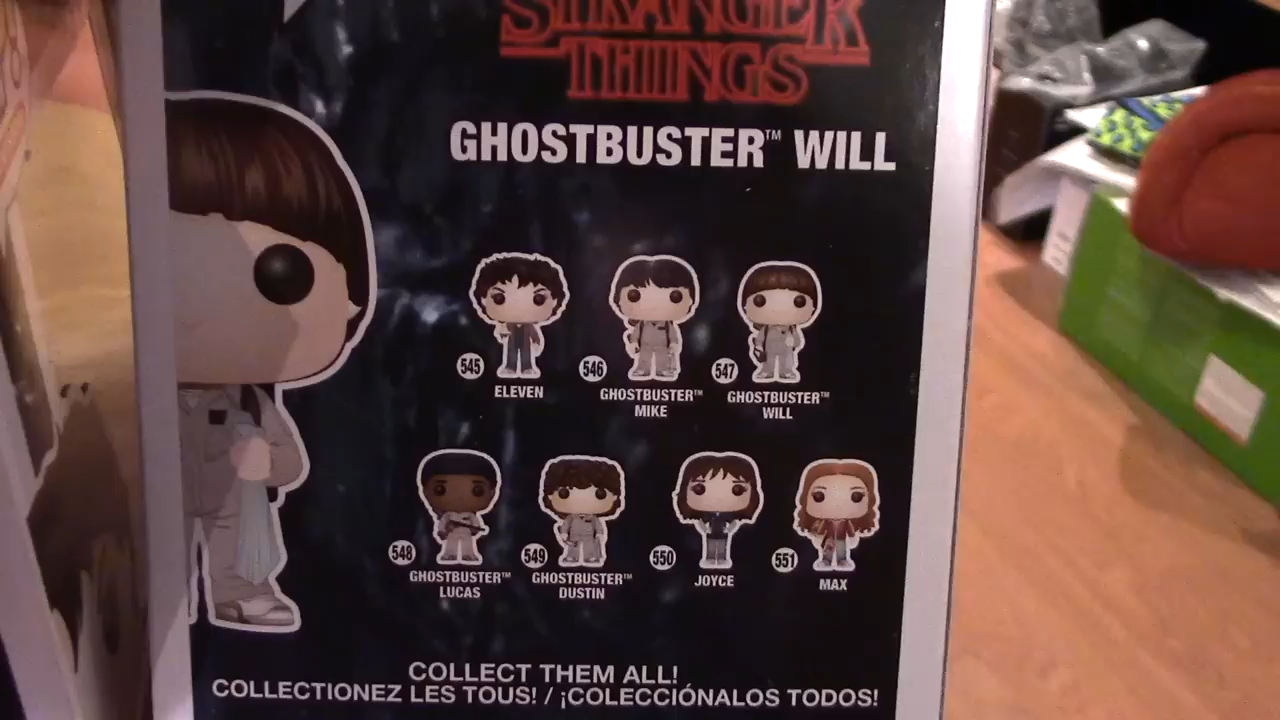 STRANGER
THINGS
GHOSTBUSTER™ WILL
545
ELEVEN
546
GHOSTBUSTER™
MIKE
547
GHOSTBUSTER™
WILL
548
GHOSTBUSTER™
LUCAS
549
GHOSTBUSTER™
DUSTIN
550
JOYCE
551
MAX
COLLECT THEM ALL!
COLLECTIONEZ LES TOUS! / ¡COLECCIÓNALOS TODOS!